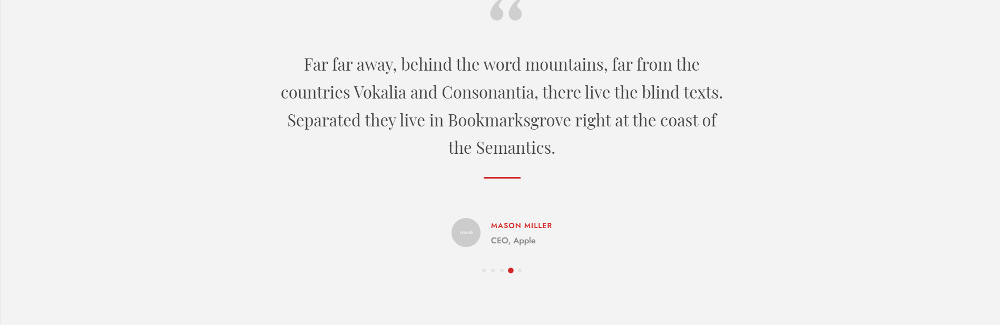 “
Far far away, behind the word mountains, far from the
countries Vokalia and Consonantia, there live the blind texts.
Separated they live in Bookmarksgrove right at the coast of
the Semantics.
MASON MILLER
CEO, Apple